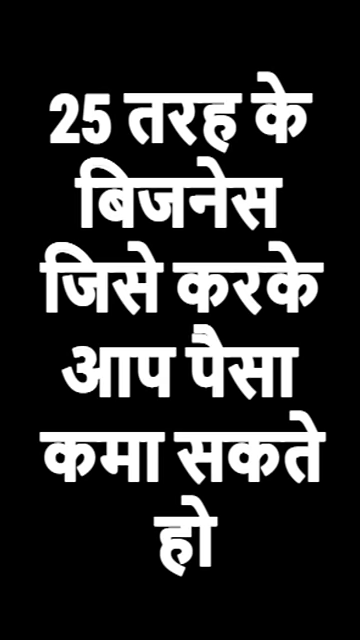 25 तरह के
बिजनेस
जिसे करके
आप पैसा
कमा सकते
हो